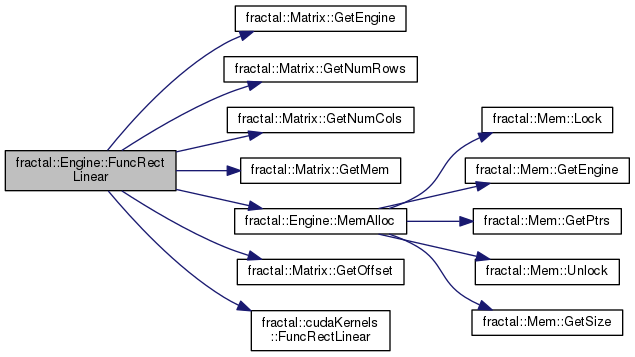 fractal::Matrix::GetEngine
fractal::Matrix::GetNumRows
fractal::Matrix::GetNumCols
fractal::Mem::Lock
fractal::Engine::FuncRect
Linear
fractal::Matrix::GetMem
fractal::Mem::GetEngine
fractal::Engine::MemAlloc
fractal::Mem::GetPtrs
fractal::Matrix::GetOffset
fractal::Mem::Unlock
fractal::cudaKernels
::FuncRectLinear
fractal::Mem::GetSize